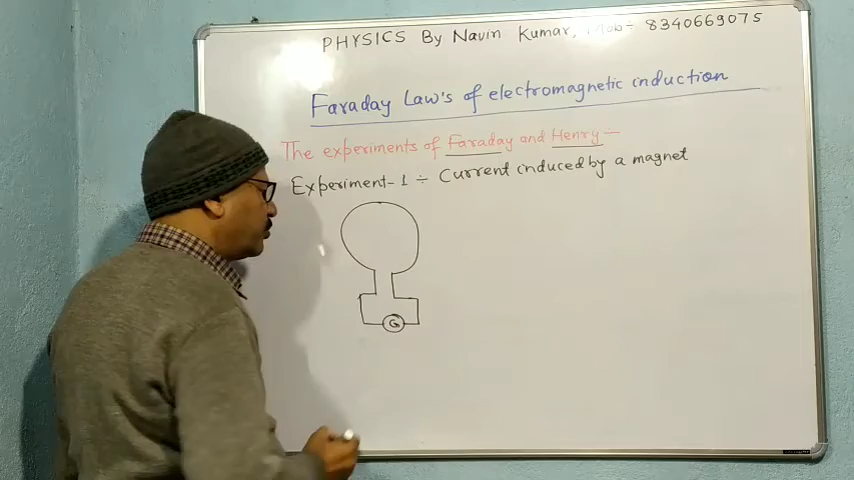 PHYSICS By Navin Kumar, Mob÷ 8340669075
Faraday Law's of electromagnetic induction
The experiments of Faraday and Henry—
Experiment-1 ÷ Current induced by a magnet
G